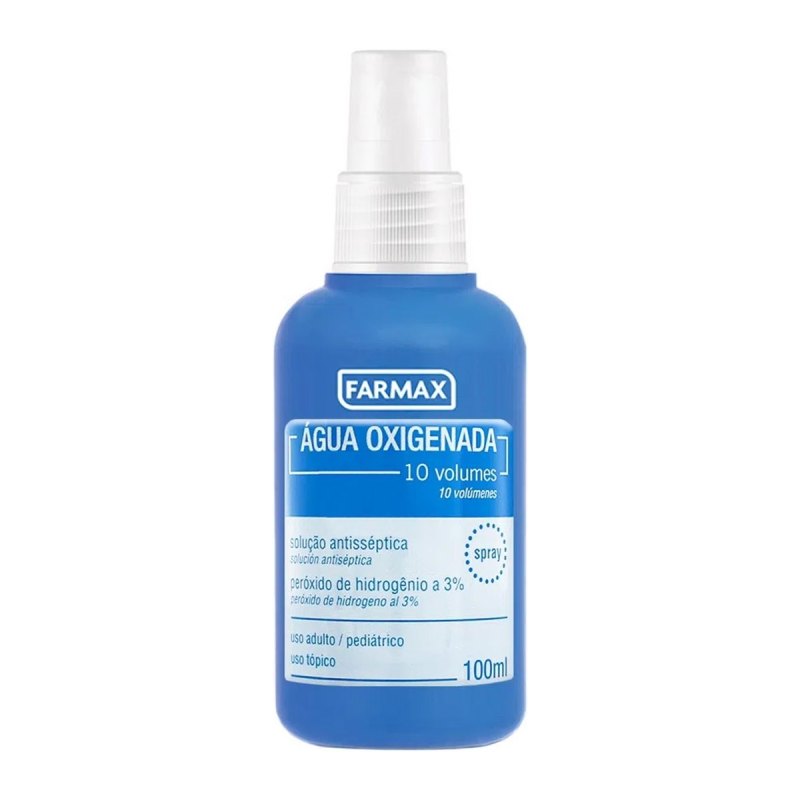 FARMAX
ÁGUA OXIGENADA
10 volumes
10 volúmenes
solução antisséptica
solución antiséptica
spray
peróxido de hidrogênio a 3%
peróxido de hidrogeno al 3%
uso adulto / pediátrico
uso tópico
100ml